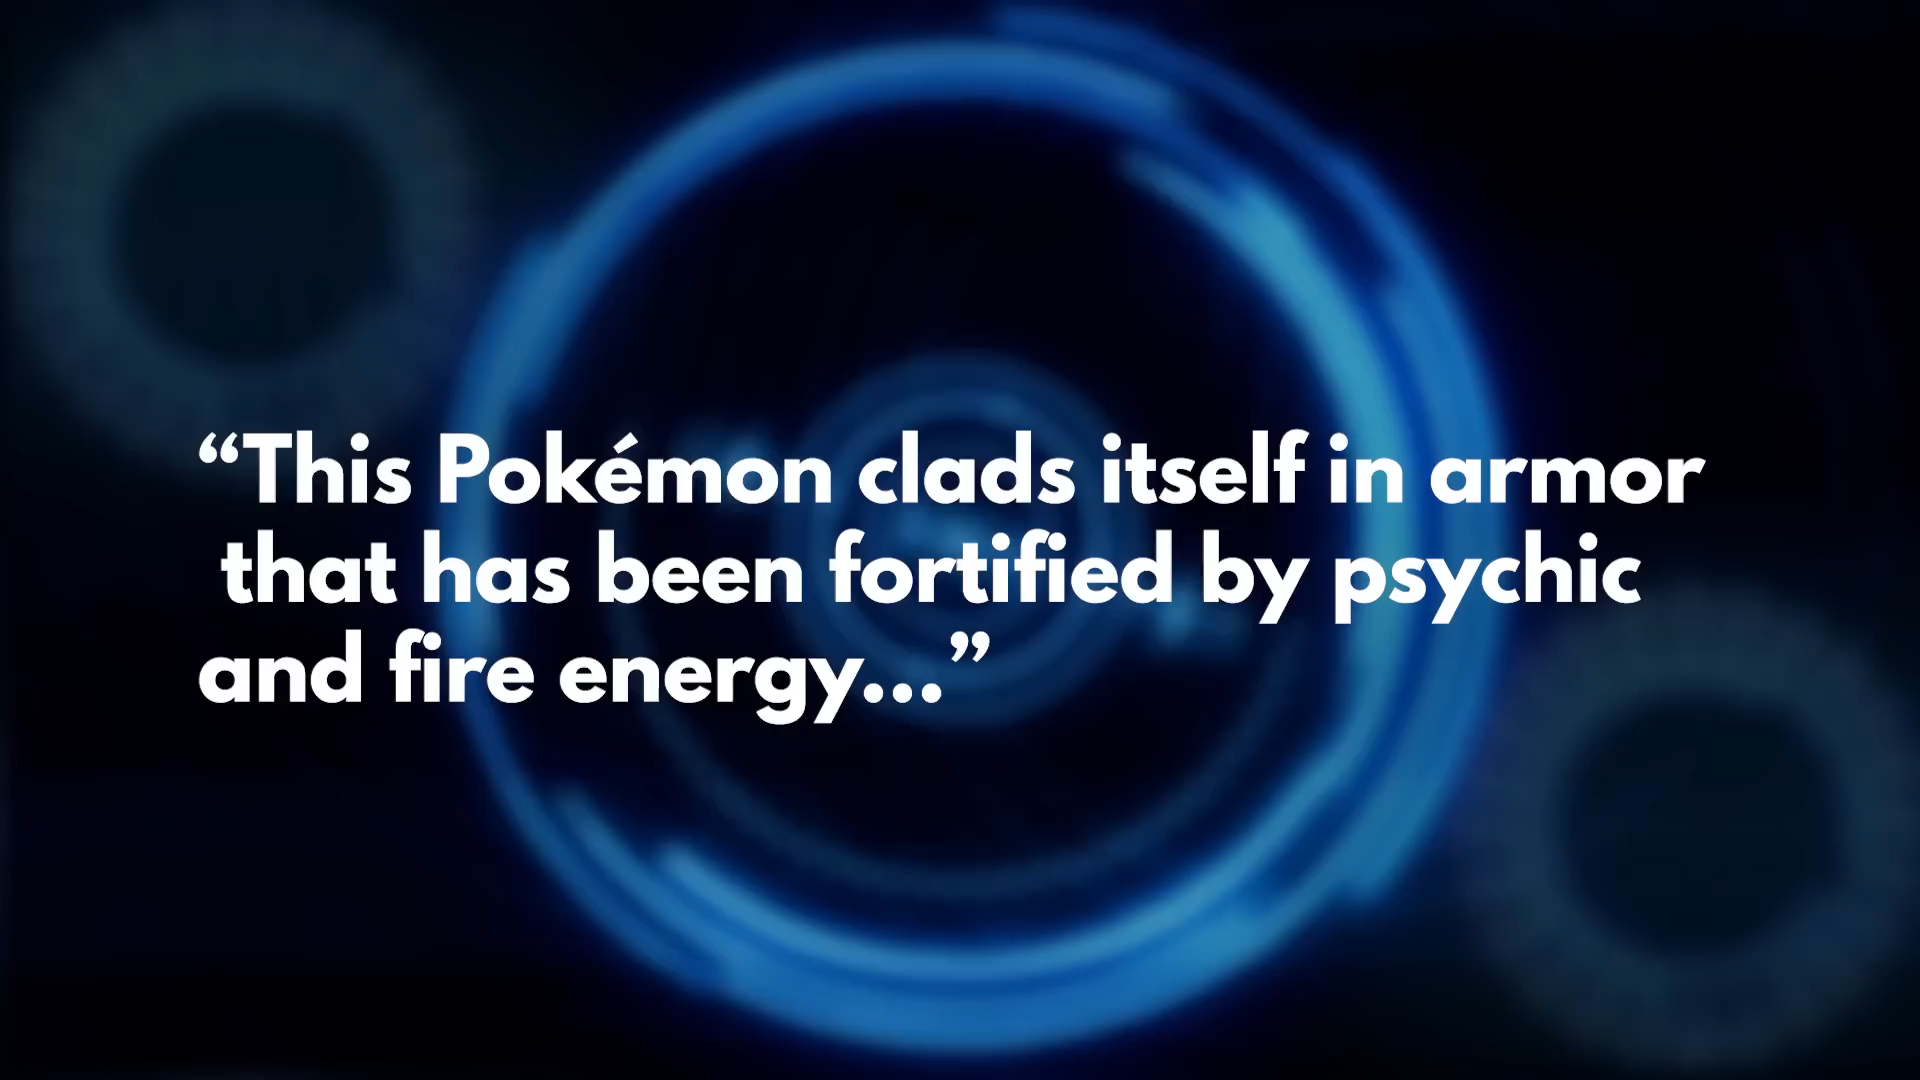 “This Pokémon clads itself in armor
that has been fortified by psychic
and fire energy...”